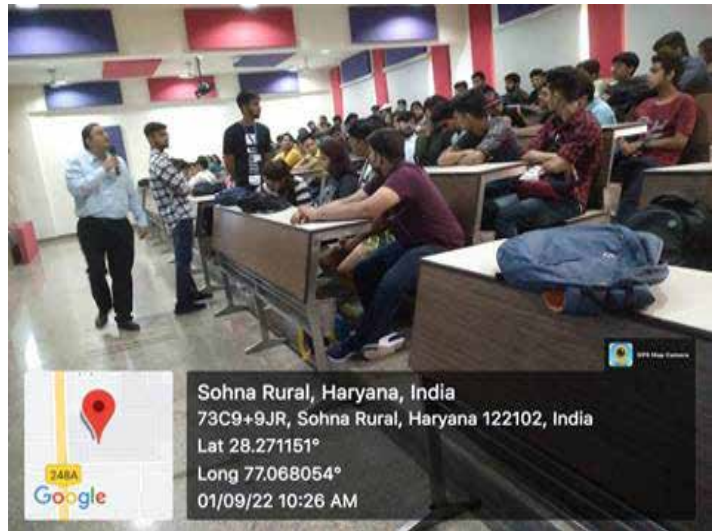 GPS Map Camera
248A
Google
Sohna Rural, Haryana, India
73C9+9JR, Sohna Rural, Haryana 122102, India
Lat 28.271151°
Long 77.068054°
01/09/22 10:26 AM